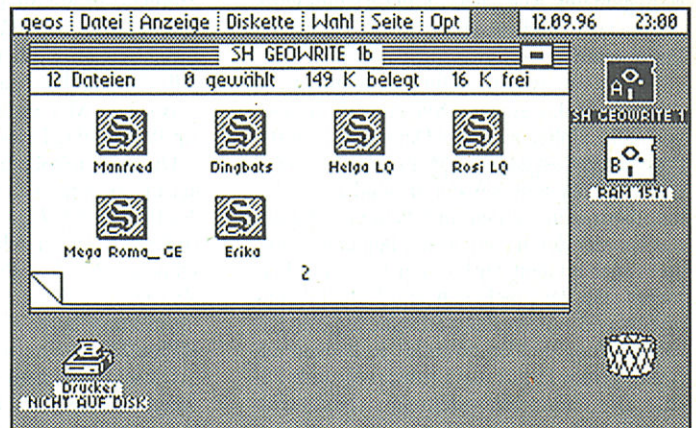 geos Datei Anzeige Diskette Wahl Seite Opt 12.09.96 23:00
SH GEOWRITE 1b
12 Dateien 0 gewählt 149 K belegt 16 K frei
A
SH GEOWRITE 1
Manfred Dingbats Helga LQ Rosi LQ
B
RAM 1571
Mega Roma_GE Erika
2
Drucker
NICHT AUF DISK